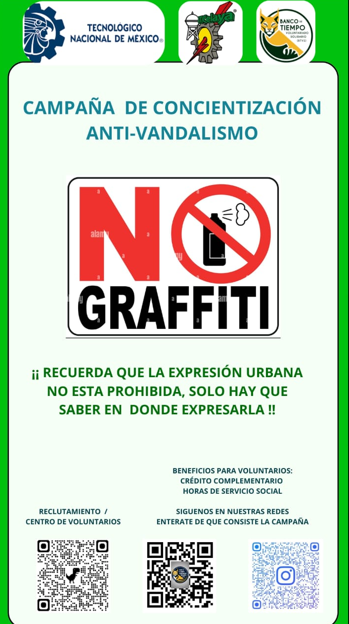 TECNOLÓGICO
NACIONAL DE MÉXICO
BANCO DE
TIEMPO
CAMPAÑA DE CONCIENTIZACIÓN
ANTI-VANDALISMO
NO
GRAFFITI
¡¡ RECUERDA QUE LA EXPRESIÓN URBANA
NO ESTA PROHIBIDA, SOLO HAY QUE
SABER EN DONDE EXPRESARLA !!
BENEFICIOS PARA VOLUNTARIOS:
CRÉDITO COMPLEMENTARIO
HORAS DE SERVICIO SOCIAL
RECLUTAMIENTO /
CENTRO DE VOLUNTARIOS
SIGUENOS EN NUESTRAS REDES
ENTERATE DE QUE CONSISTE LA CAMPAÑA